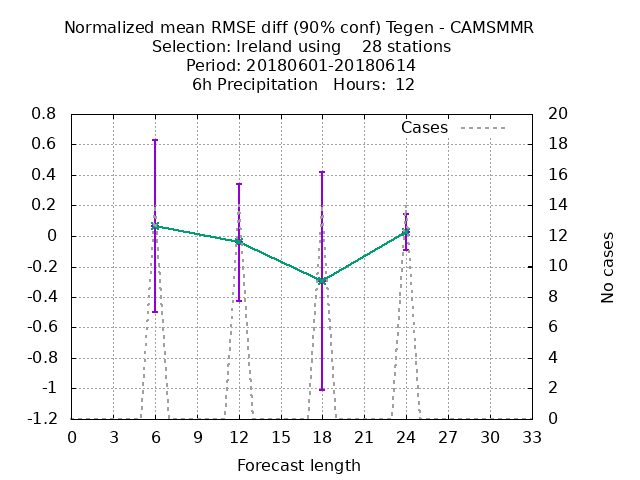 Normalized mean RMSE diff (90% conf) Tegen - CAMSMMR
Selection: Ireland using    28 stations
Period: 20180601-20180614
6h Precipitation   Hours:  12
Cases
0.8
0.6
0.4
0.2
0
-0.2
-0.4
-0.6
-0.8
-1
-1.2
20
18
16
14
12
10
8
6
4
2
0
No cases
0 3 6 9 12 15 18 21 24 27 30 33
Forecast length